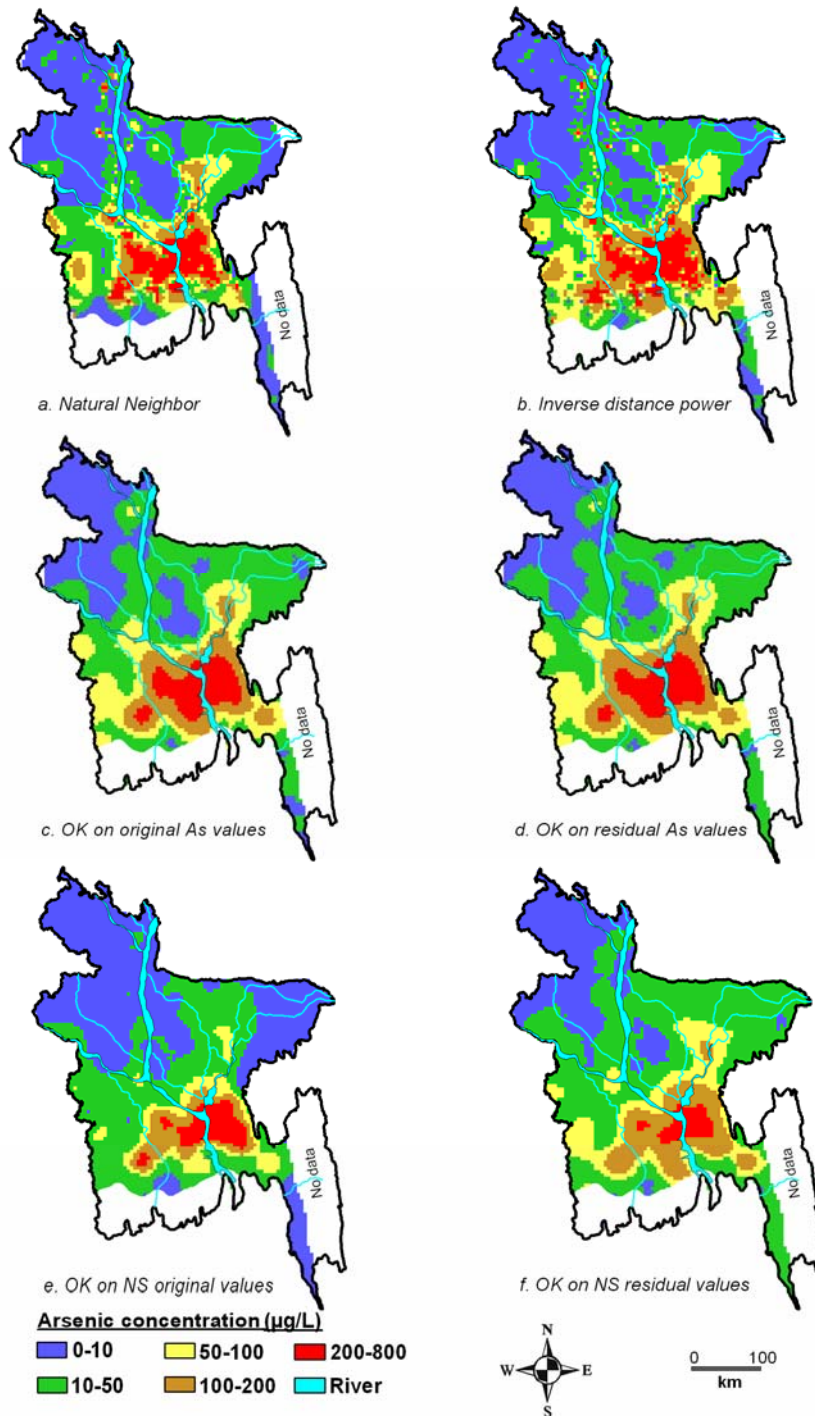 No data
No data
a. Natural Neighbor
b. Inverse distance power
No data
No data
c. OK on original As values
d. OK on residual As values
No data
No data
e. OK on NS original values
f. OK on NS residual values
Arsenic concentration (µg/L)
0-10
50-100
200-800
10-50
100-200
River
N
W
E
S
0
100
km